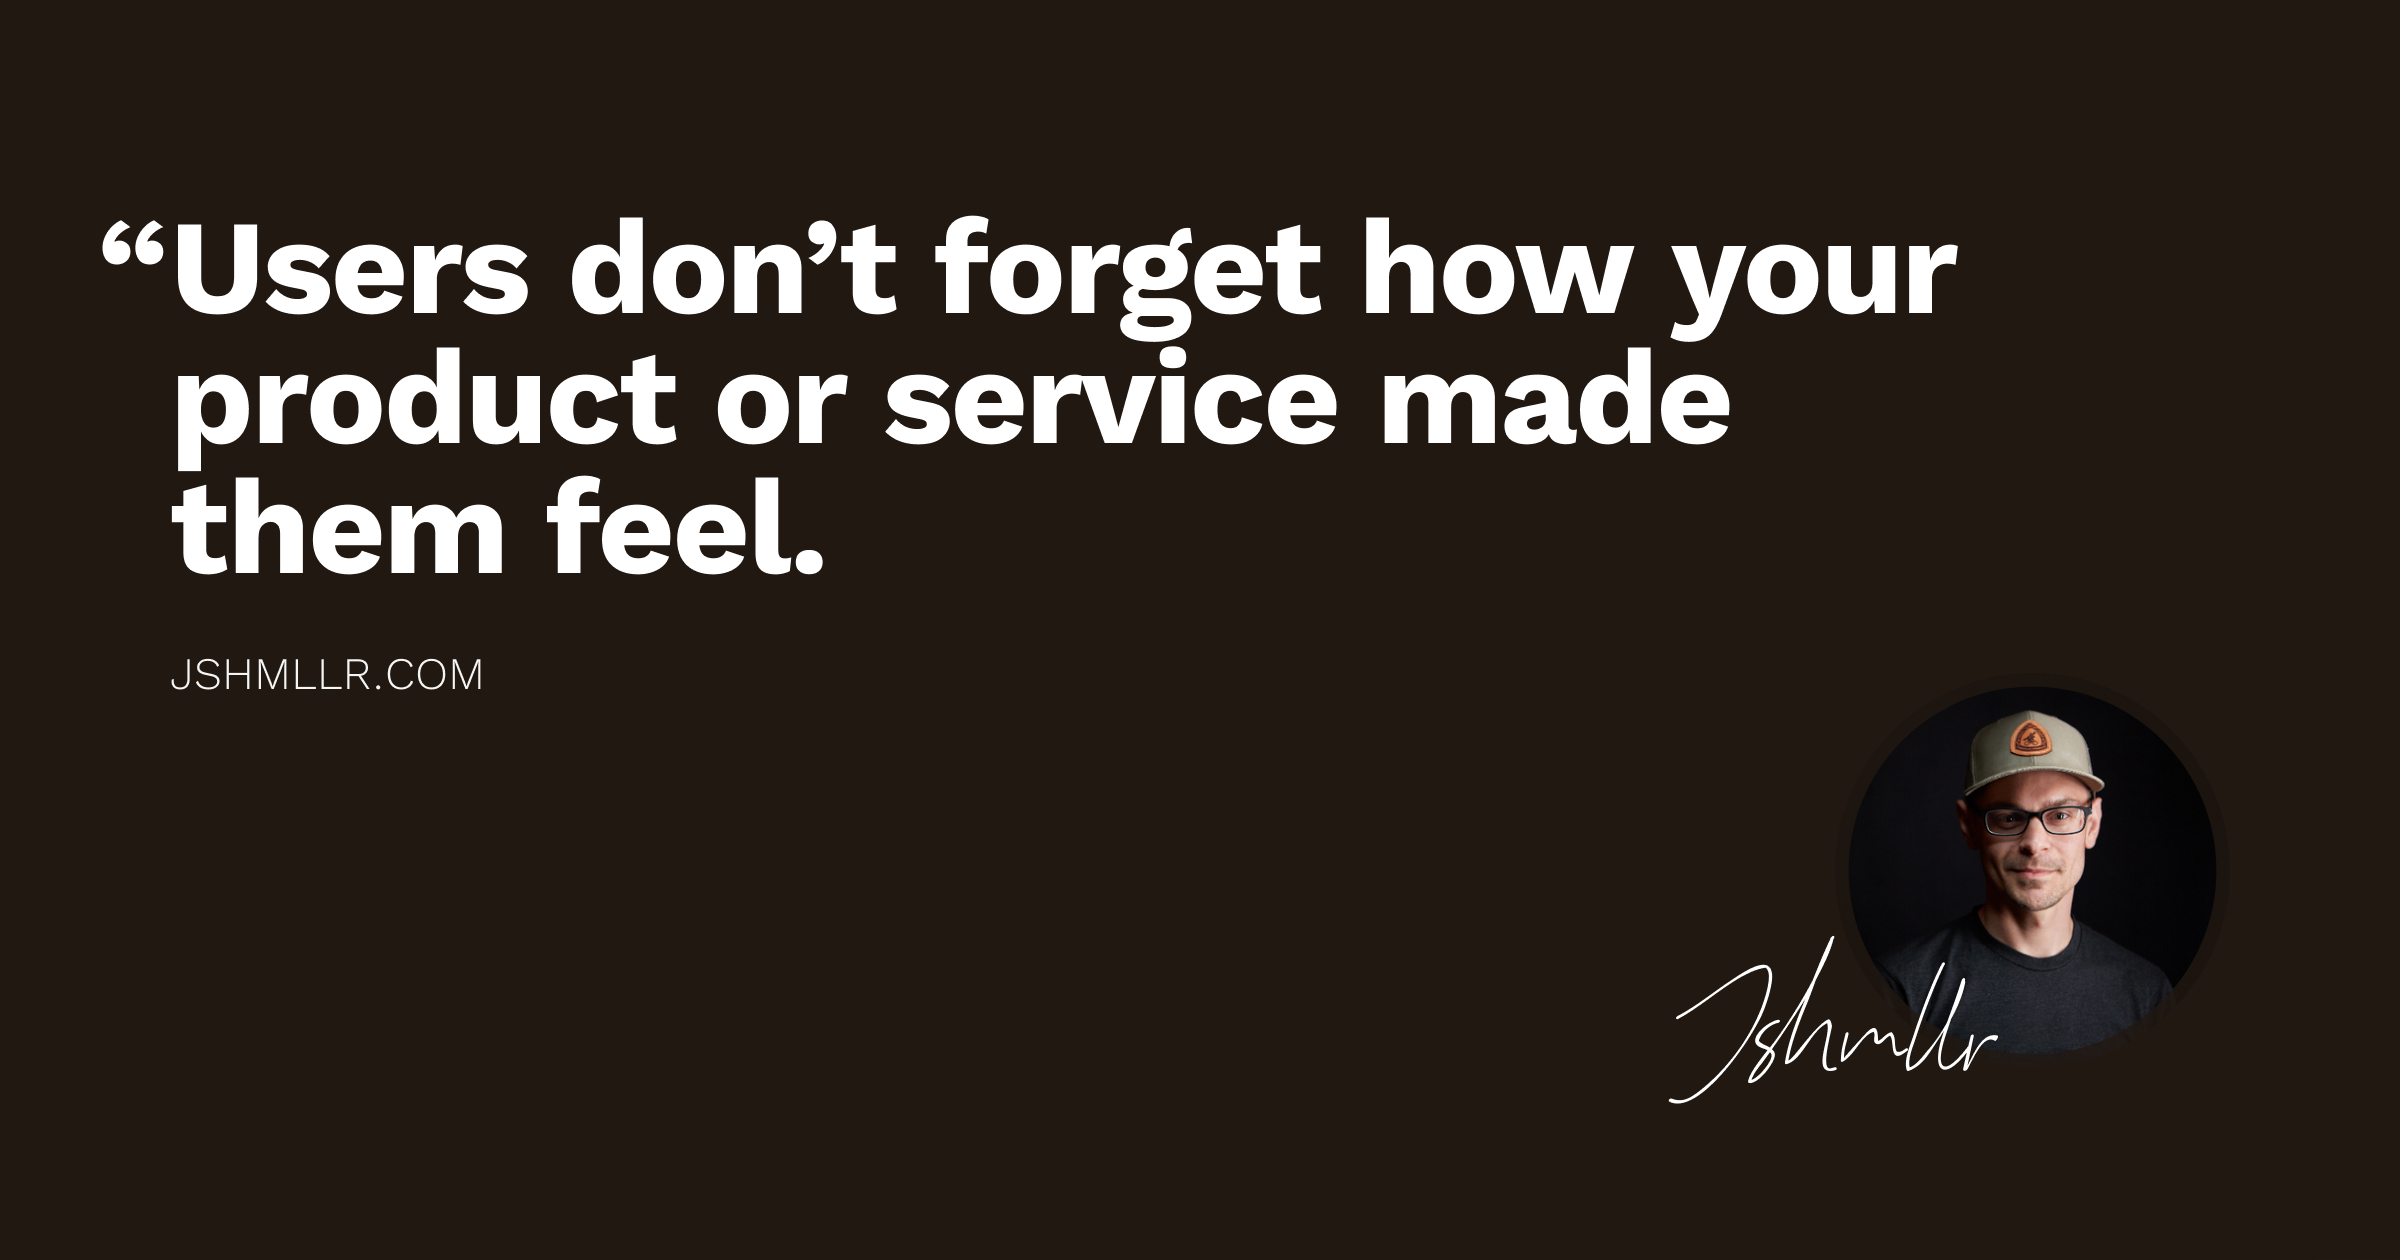 “Users don’t forget how your
product or service made
them feel.
JSHMLLR.COM
Jshmllr